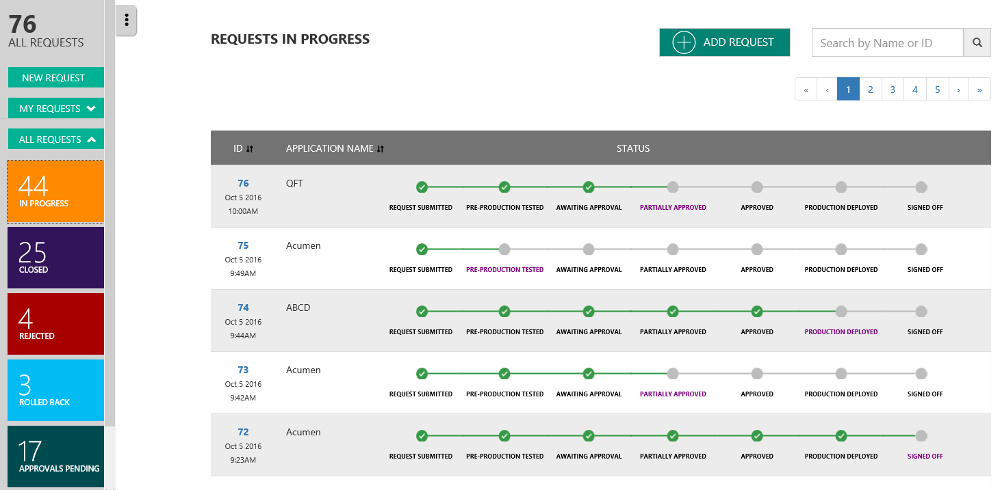 76
ALL REQUESTS
NEW REQUEST
MY REQUESTS
ALL REQUESTS
44
IN PROGRESS
25
CLOSED
4
REJECTED
3
ROLLED BACK
17
APPROVALS PENDING
REQUESTS IN PROGRESS
ADD REQUEST
Search by Name or ID
« ‹ 1 2 3 4 5 › »
ID APPLICATION NAME STATUS
76 QFT
Oct 5 2016
10:00AM
REQUEST SUBMITTED PRE-PRODUCTION TESTED AWAITING APPROVAL PARTIALLY APPROVED APPROVED PRODUCTION DEPLOYED SIGNED OFF
75 Acumen
Oct 5 2016
9:49AM
REQUEST SUBMITTED PRE-PRODUCTION TESTED AWAITING APPROVAL PARTIALLY APPROVED APPROVED PRODUCTION DEPLOYED SIGNED OFF
74 ABCD
Oct 5 2016
9:44AM
REQUEST SUBMITTED PRE-PRODUCTION TESTED AWAITING APPROVAL PARTIALLY APPROVED APPROVED PRODUCTION DEPLOYED SIGNED OFF
73 Acumen
Oct 5 2016
9:42AM
REQUEST SUBMITTED PRE-PRODUCTION TESTED AWAITING APPROVAL PARTIALLY APPROVED APPROVED PRODUCTION DEPLOYED SIGNED OFF
72 Acumen
Oct 5 2016
9:23AM
REQUEST SUBMITTED PRE-PRODUCTION TESTED AWAITING APPROVAL PARTIALLY APPROVED APPROVED PRODUCTION DEPLOYED SIGNED OFF